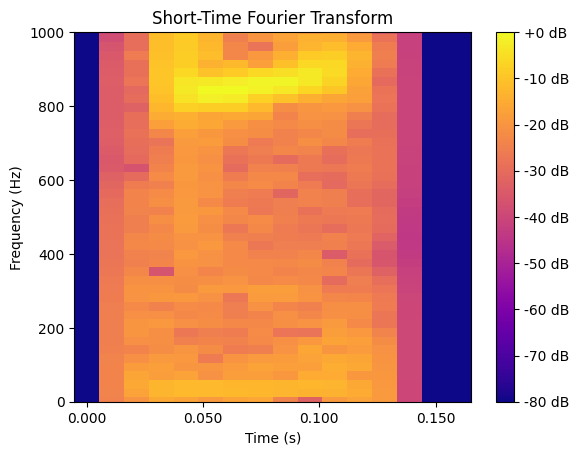 Short-Time Fourier Transform
1000
800
600
400
200
0
Frequency (Hz)
0.000
0.050
0.100
0.150
Time (s)
+0 dB
-10 dB
-20 dB
-30 dB
-40 dB
-50 dB
-60 dB
-70 dB
-80 dB